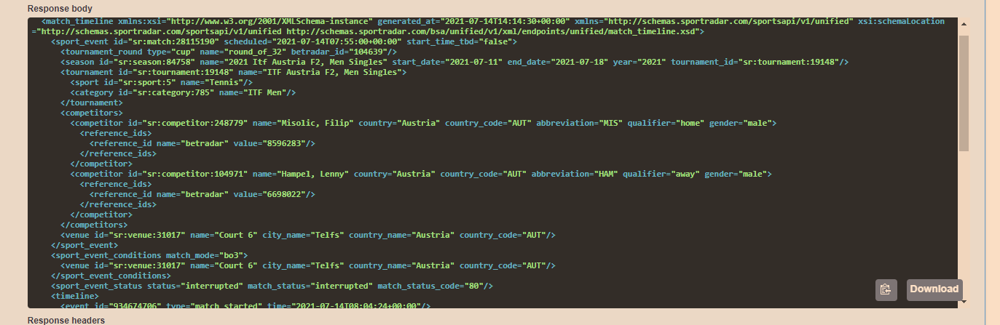 Response body
<match_timeline xmlns:xsi="http://www.w3.org/2001/XMLSchema-instance" generated_at="2021-07-14T14:14:30+00:00" xmlns="http://schemas.sportradar.com/sportsapi/v1/unified" xsi:schemaLocation
="http://schemas.sportradar.com/sportsapi/v1/unified http://schemas.sportradar.com/bsa/unified/v1/xml/endpoints/unified/match_timeline.xsd">
<sport_event id="sr:match:28115190" scheduled="2021-07-14T07:55:00+00:00" start_time_tbd="false">
<tournament_round type="cup" name="round_of_32" betradar_id="104639"/>
<season id="sr:season:84758" name="2021 Itf Austria F2, Men Singles" start_date="2021-07-11" end_date="2021-07-18" year="2021" tournament_id="sr:tournament:19148"/>
<tournament id="sr:tournament:19148" name="ITF Austria F2, Men Singles">
<sport id="sr:sport:5" name="Tennis"/>
<category id="sr:category:785" name="ITF Men"/>
</tournament>
<competitors>
<competitor id="sr:competitor:248779" name="Misolic, Filip" country="Austria" country_code="AUT" abbreviation="MIS" qualifier="home" gender="male">
<reference_ids>
<reference_id name="betradar" value="8596283"/>
</reference_ids>
</competitor>
<competitor id="sr:competitor:104971" name="Hampel, Lenny" country="Austria" country_code="AUT" abbreviation="HAM" qualifier="away" gender="male">
<reference_ids>
<reference_id name="betradar" value="6698022"/>
</reference_ids>
</competitor>
</competitors>
<venue id="sr:venue:31017" name="Court 6" city_name="Telfs" country_name="Austria" country_code="AUT"/>
</sport_event>
<sport_event_conditions match_mode="bo3">
<venue id="sr:venue:31017" name="Court 6" city_name="Telfs" country_name="Austria" country_code="AUT"/>
</sport_event_conditions>
<sport_event_status status="interrupted" match_status="interrupted" match_status_code="80"/>
<timeline>
<event id="934674706" type="match_started" time="2021-07-14T08:04:24+00:00"/>
Download
Response headers